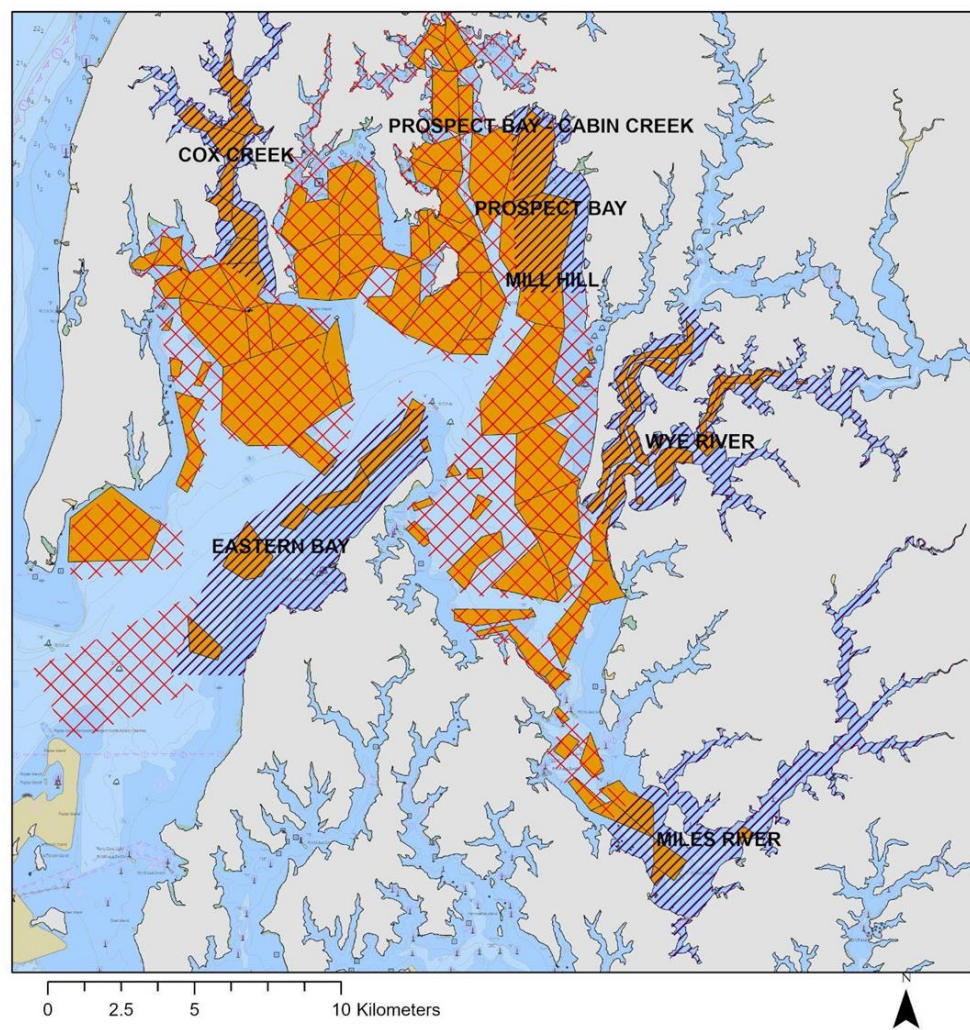 PROSPECT BAY - CABIN CREEK
COX CREEK
PROSPECT BAY
MILL HILL
WYE RIVER
EASTERN BAY
MILES RIVER
N
0 2.5 5 10 Kilometers